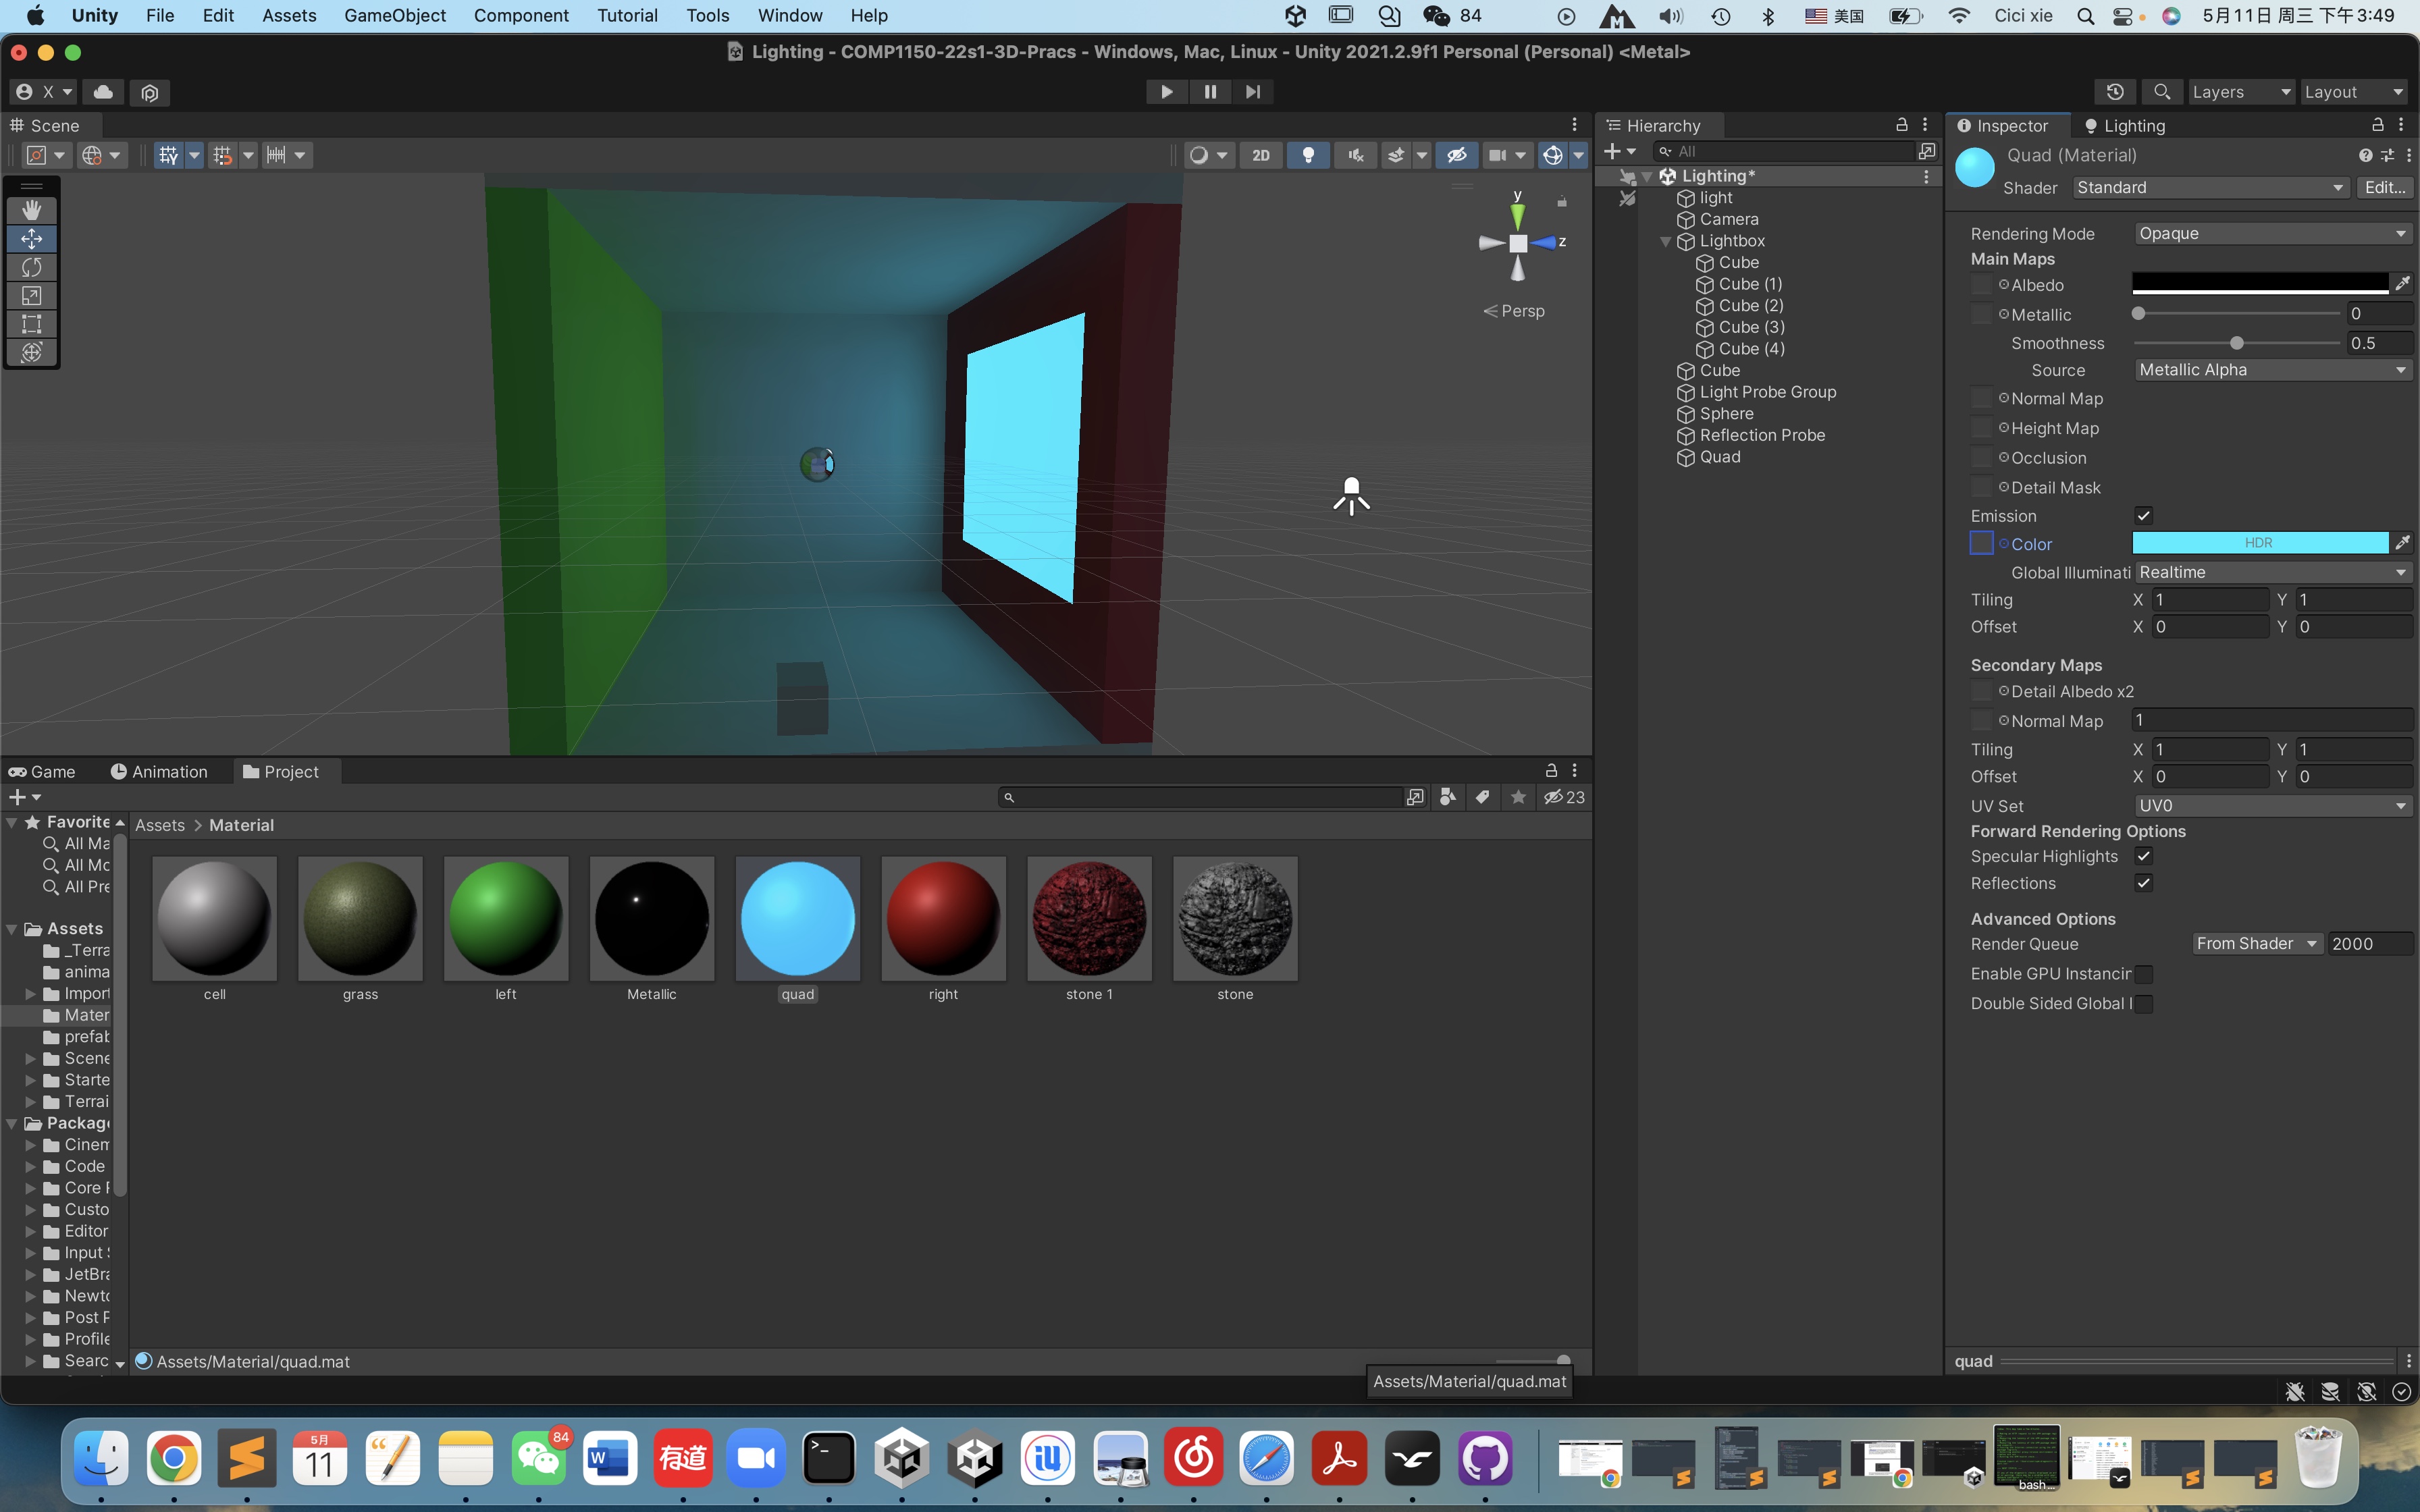 Unity File Edit Assets GameObject Component Tutorial Tools Window Help 84 美国 Cici xie 5月11日 周三 下午3:49
Lighting - COMP1150-22s1-3D-Pracs - Windows, Mac, Linux - Unity 2021.2.9f1 Personal (Personal) <Metal>
X Layers Layout
Scene
2D
y
z
Persp
Hierarchy
All
Lighting*
light
Camera
Lightbox
Cube
Cube (1)
Cube (2)
Cube (3)
Cube (4)
Cube
Light Probe Group
Sphere
Reflection Probe
Quad
Inspector Lighting
Quad (Material)
Shader Standard Edit...
Rendering Mode Opaque
Main Maps
Albedo
Metallic 0
Smoothness 0.5
Source Metallic Alpha
Normal Map
Height Map
Occlusion
Detail Mask
Emission
Color HDR
Global Illuminati Realtime
Tiling X 1 Y 1
Offset X 0 Y 0
Secondary Maps
Detail Albedo x2
Normal Map 1
Tiling X 1 Y 1
Offset X 0 Y 0
UV Set UV0
Forward Rendering Options
Specular Highlights
Reflections
Advanced Options
Render Queue From Shader 2000
Enable GPU Instancin
Double Sided Global I
quad
Game Animation Project
23
Favorite
All Ma
All Mo
All Pre
Assets
_Terra
anima
Import
Mater
prefab
Scene
Starte
Terrai
Packag
Cinem
Code
Core F
Custo
Editor
Input S
JetBra
Newto
Post P
Profile
Searc
Assets > Material
cell grass left Metallic quad right stone 1 stone
Assets/Material/quad.mat
Assets/Material/quad.mat
5月
11
84
W
有道
>_
iU
bash ...